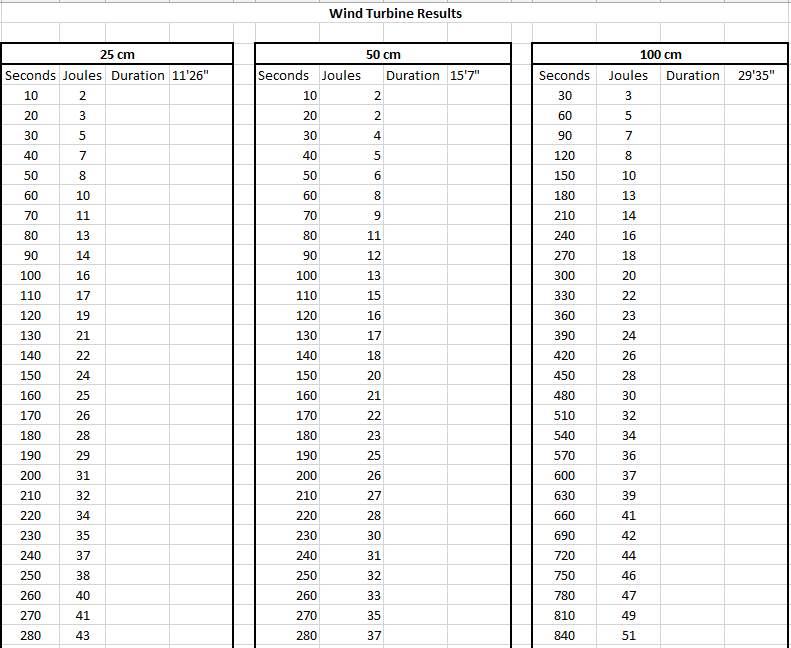 Wind Turbine Results
25 cm 50 cm 100 cm
Seconds Joules Duration 11'26" Seconds Joules Duration 15'7" Seconds Joules Duration 29'35"
10 2 10 2 30 3
20 3 20 2 60 5
30 5 30 4 90 7
40 7 40 5 120 8
50 8 50 6 150 10
60 10 60 8 180 13
70 11 70 9 210 14
80 13 80 11 240 16
90 14 90 12 270 18
100 16 100 13 300 20
110 17 110 15 330 22
120 19 120 16 360 23
130 21 130 17 390 24
140 22 140 18 420 26
150 24 150 20 450 28
160 25 160 21 480 30
170 26 170 22 510 32
180 28 180 23 540 34
190 29 190 25 570 36
200 31 200 26 600 37
210 32 210 27 630 39
220 34 220 28 660 41
230 35 230 30 690 42
240 37 240 31 720 44
250 38 250 32 750 46
260 40 260 33 780 47
270 41 270 35 810 49
280 43 280 37 840 51